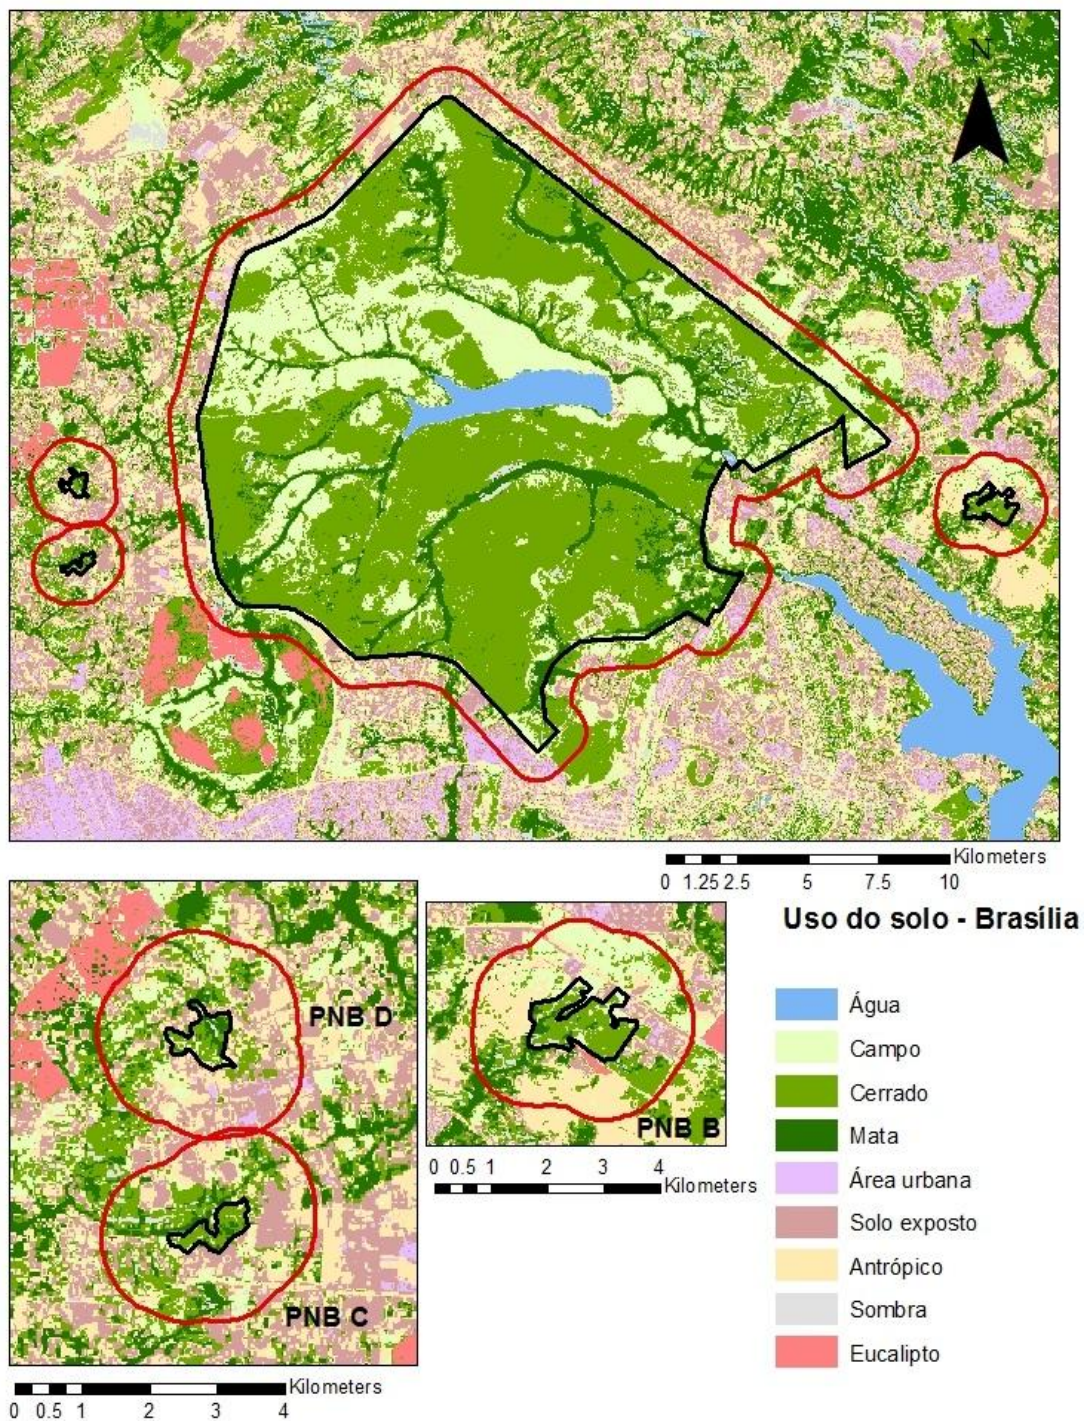 N
Kilometers
0 1.25 2.5 5 7.5 10
Uso do solo - Brasília
Água
Campo
Cerrado
Mata
Área urbana
Solo exposto
Antrópico
Sombra
Eucalipto
PNB D
PNB C
Kilometers
0 0.5 1 2 3 4
PNB B
0 0.5 1 2 3 4
Kilometers